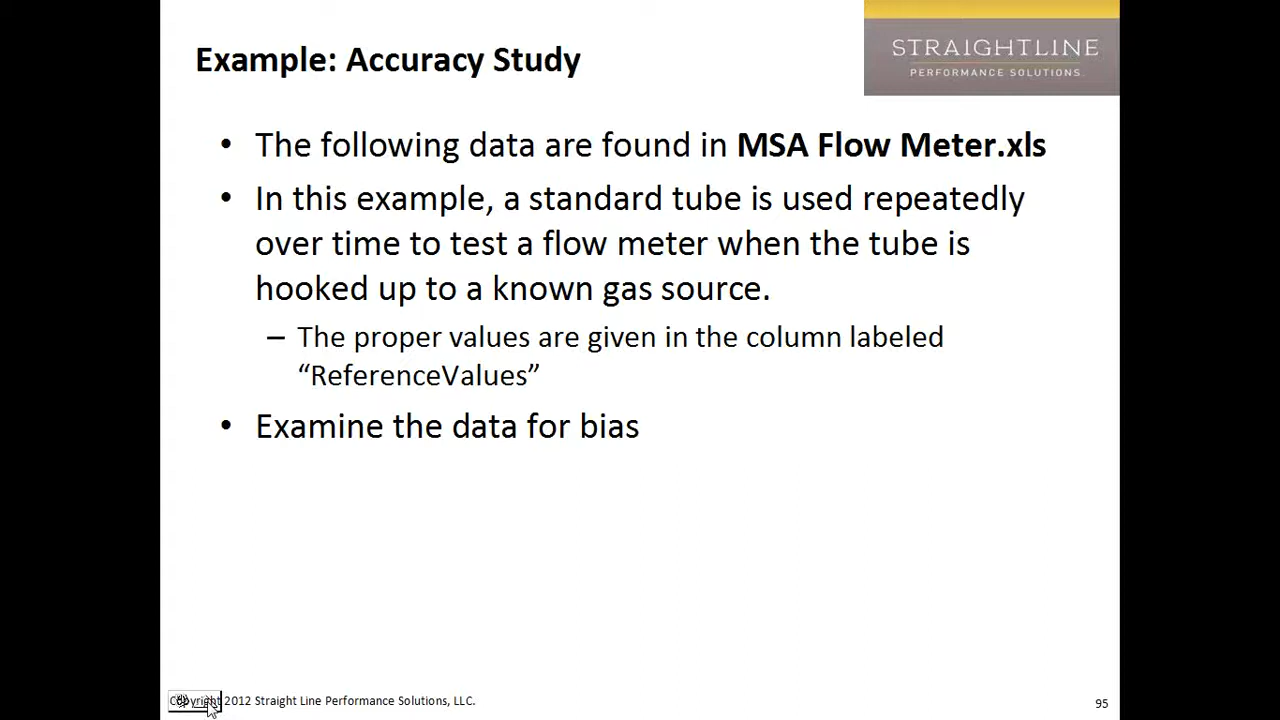 Example: Accuracy Study
STRAIGHTLINE
PERFORMANCE SOLUTIONS
• The following data are found in MSA Flow Meter.xls
• In this example, a standard tube is used repeatedly
over time to test a flow meter when the tube is
hooked up to a known gas source.
– The proper values are given in the column labeled
“ReferenceValues”
• Examine the data for bias
Copyright 2012 Straight Line Performance Solutions, LLC.
95